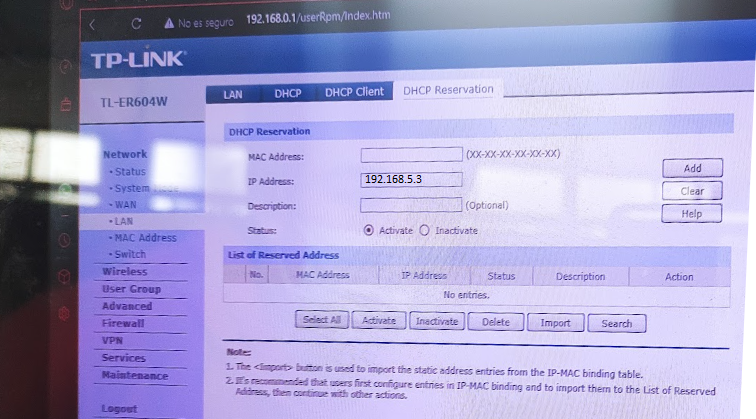 No es seguro 192.168.0.1/userRpm/Index.htm
TP-LINK
TL-ER604W
LAN DHCP DHCP Client DHCP Reservation
DHCP Reservation
MAC Address: (XX-XX-XX-XX-XX-XX)
IP Address: 192.168.5.3
Description: (Optional)
Status: Activate Inactivate
Add
Clear
Help
Network
• Status
• System
• WAN
• LAN
• MAC Address
• Switch
Wireless
User Group
Advanced
Firewall
VPN
Services
Maintenance
Logout
List of Reserved Address
No. MAC Address IP Address Status Description Action
No entries.
Select All Activate Inactivate Delete Import Search
Note:
1. The <Import> button is used to import the static address entries from the IP-MAC binding table.
2. It's recommended that users first configure entries in IP-MAC binding and to import them to the List of Reserved
Address, then continue with other actions.